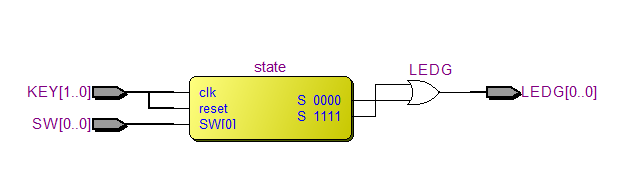 state
LEDG
KEY[1..0]
clk
reset
SW[0..0]
SW[0]
S 0000
S 1111
LEDG[0..0]